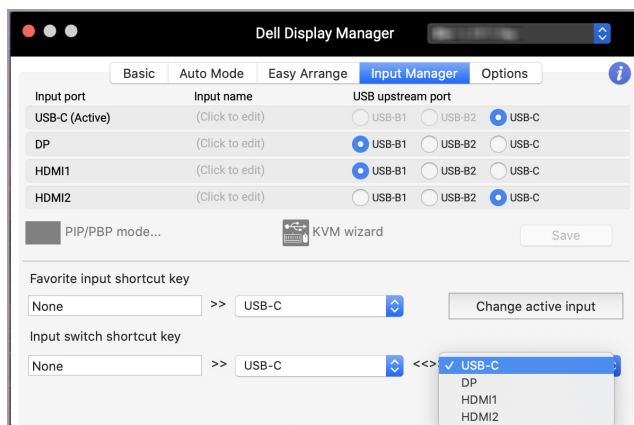 Dell Display Manager
Basic Auto Mode Easy Arrange Input Manager Options i
Input port Input name USB upstream port
USB-C (Active) (Click to edit) USB-B1 USB-B2 USB-C
DP (Click to edit) USB-B1 USB-B2 USB-C
HDMI1 (Click to edit) USB-B1 USB-B2 USB-C
HDMI2 (Click to edit) USB-B1 USB-B2 USB-C
PIP/PBP mode... KVM wizard Save
Favorite input shortcut key
None >> USB-C Change active input
Input switch shortcut key
None >> USB-C <<>> ✓ USB-C
DP
HDMI1
HDMI2